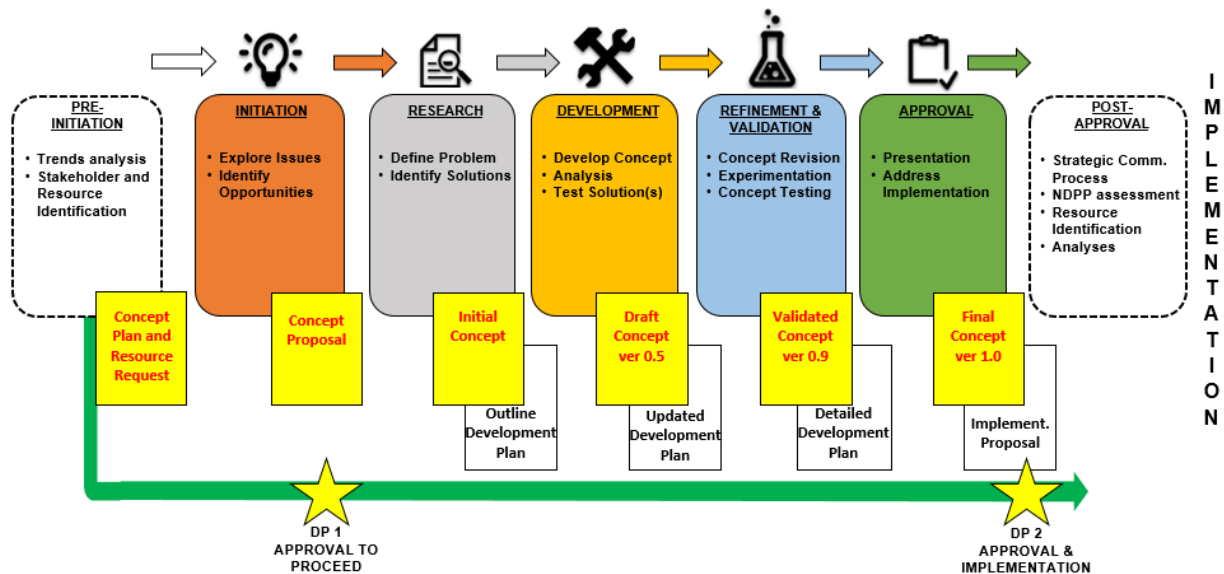 PRE-
INITIATION
• Trends analysis
• Stakeholder and
Resource
Identification
Concept
Plan and
Resource
Request
INITIATION
• Explore Issues
• Identify
Opportunities
Concept
Proposal
RESEARCH
• Define Problem
• Identify Solutions
Initial
Concept
Outline
Development
Plan
DEVELOPMENT
• Develop Concept
• Analysis
• Test Solution(s)
Draft
Concept
ver 0.5
Updated
Development
Plan
REFINEMENT &
VALIDATION
• Concept Revision
• Experimentation
• Concept Testing
Validated
Concept
ver 0.9
Detailed
Development
Plan
APPROVAL
• Presentation
• Address
Implementation
Final
Concept
ver 1.0
Implement.
Proposal
POST-
APPROVAL
• Strategic Comm.
Process
• NDPP assessment
• Resource
Identification
• Analyses
IMPLEMENTATION
DP 1
APPROVAL TO
PROCEED
DP 2
APPROVAL &
IMPLEMENTATION